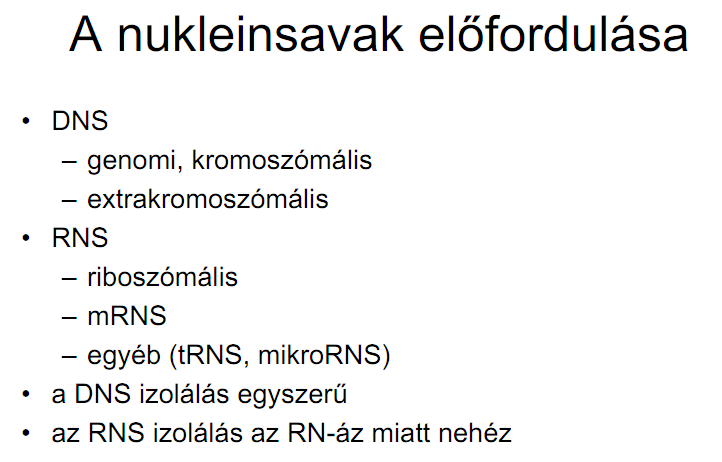 A nukleinsavak előfordulása
• DNS
– genomi, kromoszómális
– extrakromoszómális
• RNS
– riboszómális
– mRNS
– egyéb (tRNS, mikroRNS)
• a DNS izolálás egyszerű
• az RNS izolálás az RN-áz miatt nehéz